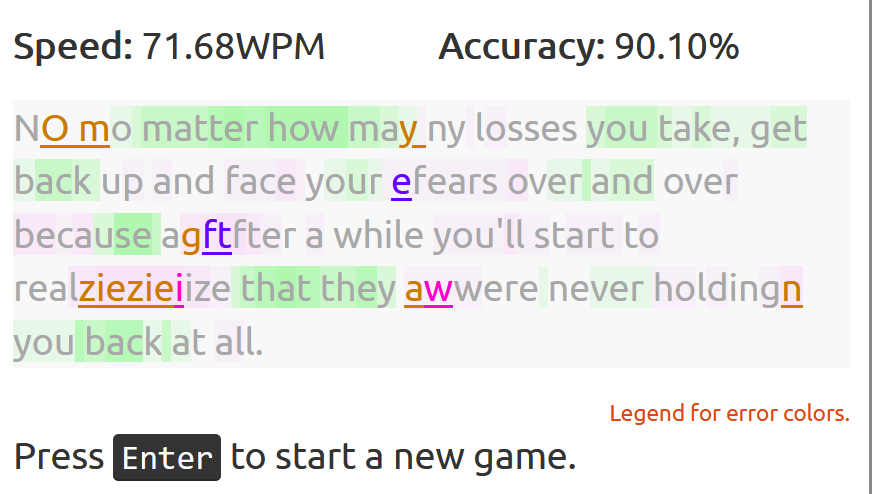 Speed: 71.68WPM Accuracy: 90.10%
NO mo matter how may ny losses you take, get
back up and face your efears over and over
because agftfter a while you'll start to
realziezieiize that they awwere never holdingn
you back at all.
Legend for error colors.
Press Enter to start a new game.